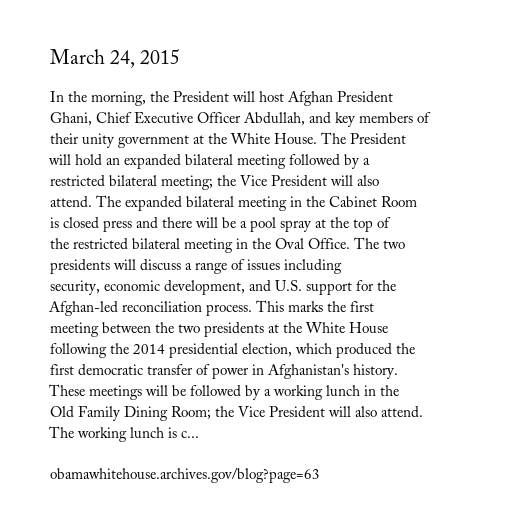 March 24, 2015
In the morning, the President will host Afghan President
Ghani, Chief Executive Officer Abdullah, and key members of
their unity government at the White House. The President
will hold an expanded bilateral meeting followed by a
restricted bilateral meeting; the Vice President will also
attend. The expanded bilateral meeting in the Cabinet Room
is closed press and there will be a pool spray at the top of
the restricted bilateral meeting in the Oval Office. The two
presidents will discuss a range of issues including
security, economic development, and U.S. support for the
Afghan-led reconciliation process. This marks the first
meeting between the two presidents at the White House
following the 2014 presidential election, which produced the
first democratic transfer of power in Afghanistan's history.
These meetings will be followed by a working lunch in the
Old Family Dining Room; the Vice President will also attend.
The working lunch is c...
obamawhitehouse.archives.gov/blog?page=63